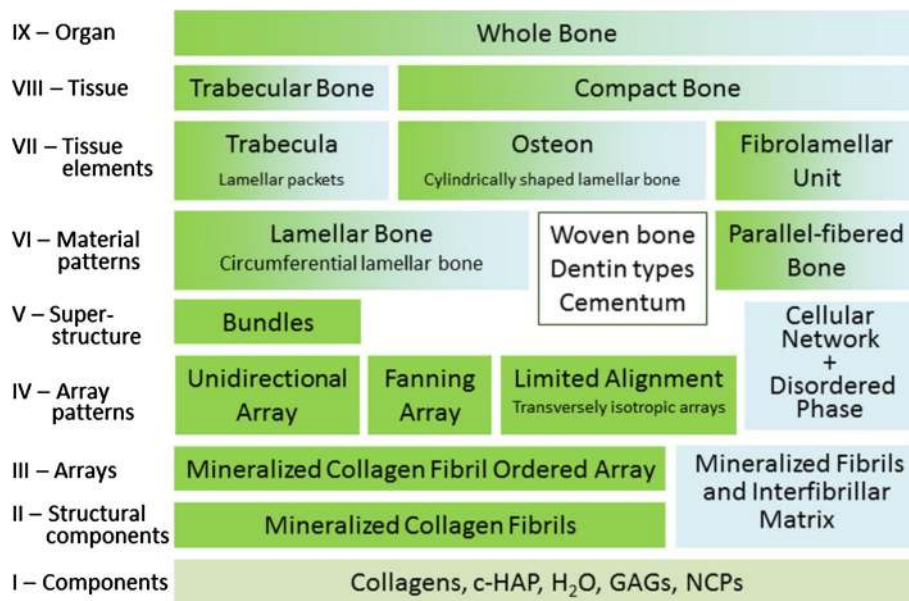 IX – Organ
Whole Bone
VIII – Tissue
Trabecular Bone
Compact Bone
VII – Tissue
elements
Trabecula
Lamellar packets
Osteon
Cylindrically shaped lamellar bone
Fibrolamellar
Unit
VI – Material
patterns
Lamellar Bone
Circumferential lamellar bone
Woven bone
Dentin types
Cementum
Parallel-fibered
Bone
V – Super-
structure
Bundles
Cellular
Network
+
Disordered
Phase
IV – Array
patterns
Unidirectional
Array
Fanning
Array
Limited Alignment
Transversely isotropic arrays
III – Arrays
Mineralized Collagen Fibril Ordered Array
Mineralized Fibrils
and Interfibrillar
Matrix
II – Structural
components
Mineralized Collagen Fibrils
I – Components
Collagens, c-HAP, H₂O, GAGs, NCPs